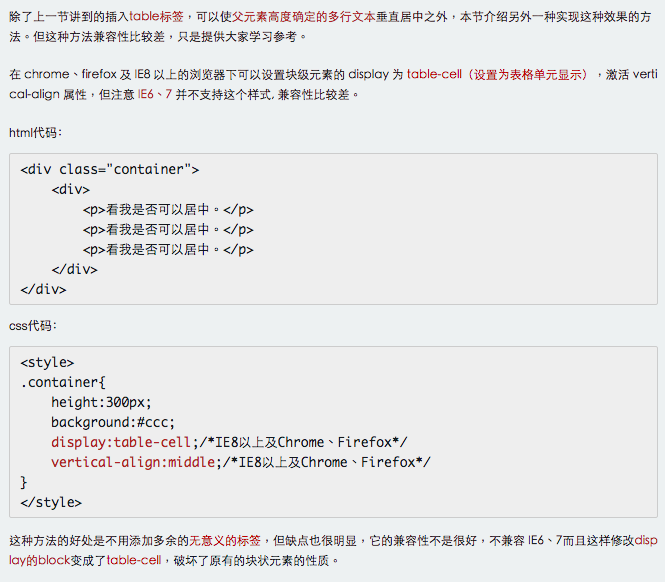 除了上一节讲到的插入table标签，可以使父元素高度确定的多行文本垂直居中之外，本节介绍另外一种实现这种效果的方
法。但这种方法兼容性比较差，只是提供大家学习参考。
在 chrome、firefox 及 IE8 以上的浏览器下可以设置块级元素的 display 为 table-cell（设置为表格单元显示），激活 verti
cal-align 属性，但注意 IE6、7 并不支持这个样式, 兼容性比较差。
html代码：
<div class="container">
    <div>
        <p>看我是否可以居中。</p>
        <p>看我是否可以居中。</p>
        <p>看我是否可以居中。</p>
    </div>
</div>
css代码：
<style>
.container{
    height:300px;
    background:#ccc;
    display:table-cell;/*IE8以上及Chrome、Firefox*/
    vertical-align:middle;/*IE8以上及Chrome、Firefox*/
}
</style>
这种方法的好处是不用添加多余的无意义的标签，但缺点也很明显，它的兼容性不是很好，不兼容 IE6、7而且这样修改disp
lay的block变成了table-cell，破坏了原有的块状元素的性质。